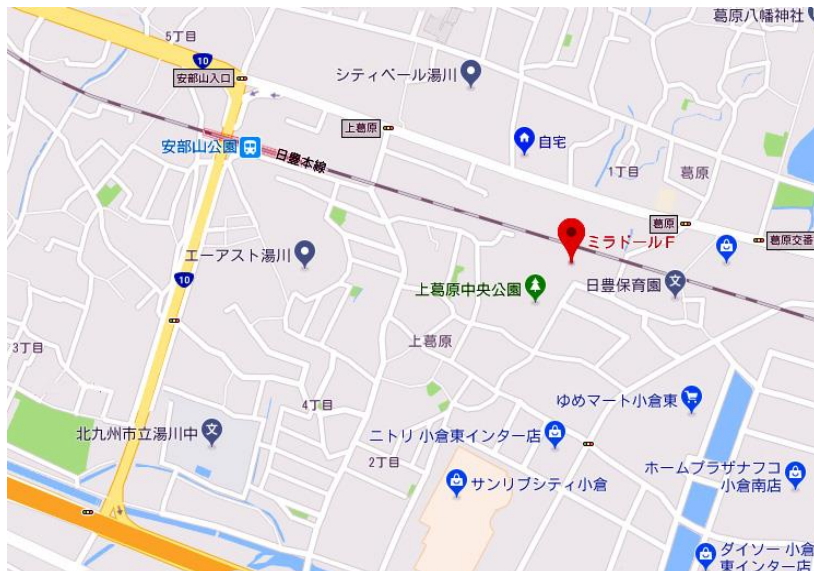 葛原八幡神社
5丁目
10
安部山入口
シティベール湯川
上葛原
自宅
安部山公園
日豊本線
1丁目
葛原
葛原
葛原交番
ミラドールF
エーアスト湯川
10
上葛原中央公園
日豊保育園
上葛原
3丁目
4丁目
ゆめマート小倉東
北九州市立湯川中
ニトリ 小倉東インター店
2丁目
サンリブシティ小倉
ホームプラザナフコ
小倉南店
ダイソー 小倉
東インター店